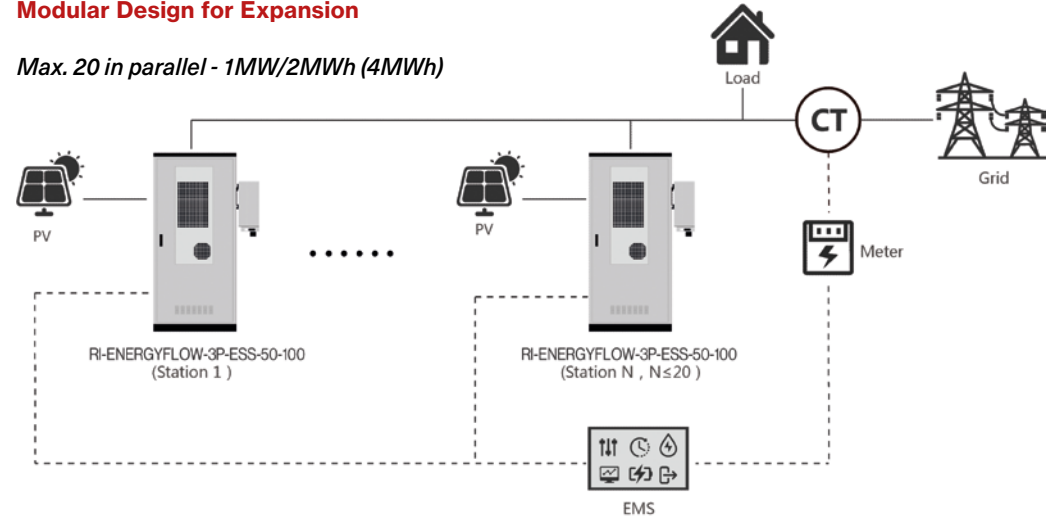 Modular Design for Expansion
Max. 20 in parallel - 1MW/2MWh (4MWh)
Load
CT
Grid
PV
PV
Meter
RI-ENERGYFLOW-3P-ESS-50-100
(Station 1 )
RI-ENERGYFLOW-3P-ESS-50-100
(Station N , N≤20 )
EMS